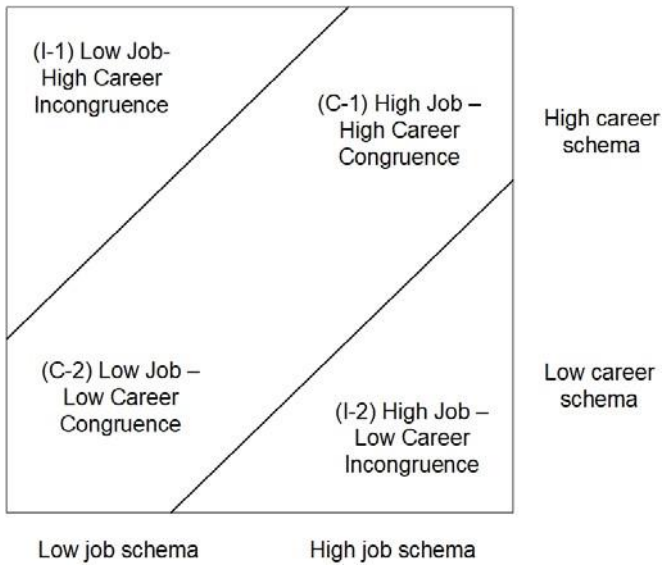 (I-1) Low Job-
High Career
Incongruence
(C-1) High Job –
High Career
Congruence
High career
schema
(C-2) Low Job –
Low Career
Congruence
(I-2) High Job –
Low Career
Incongruence
Low career
schema
Low job schema
High job schema